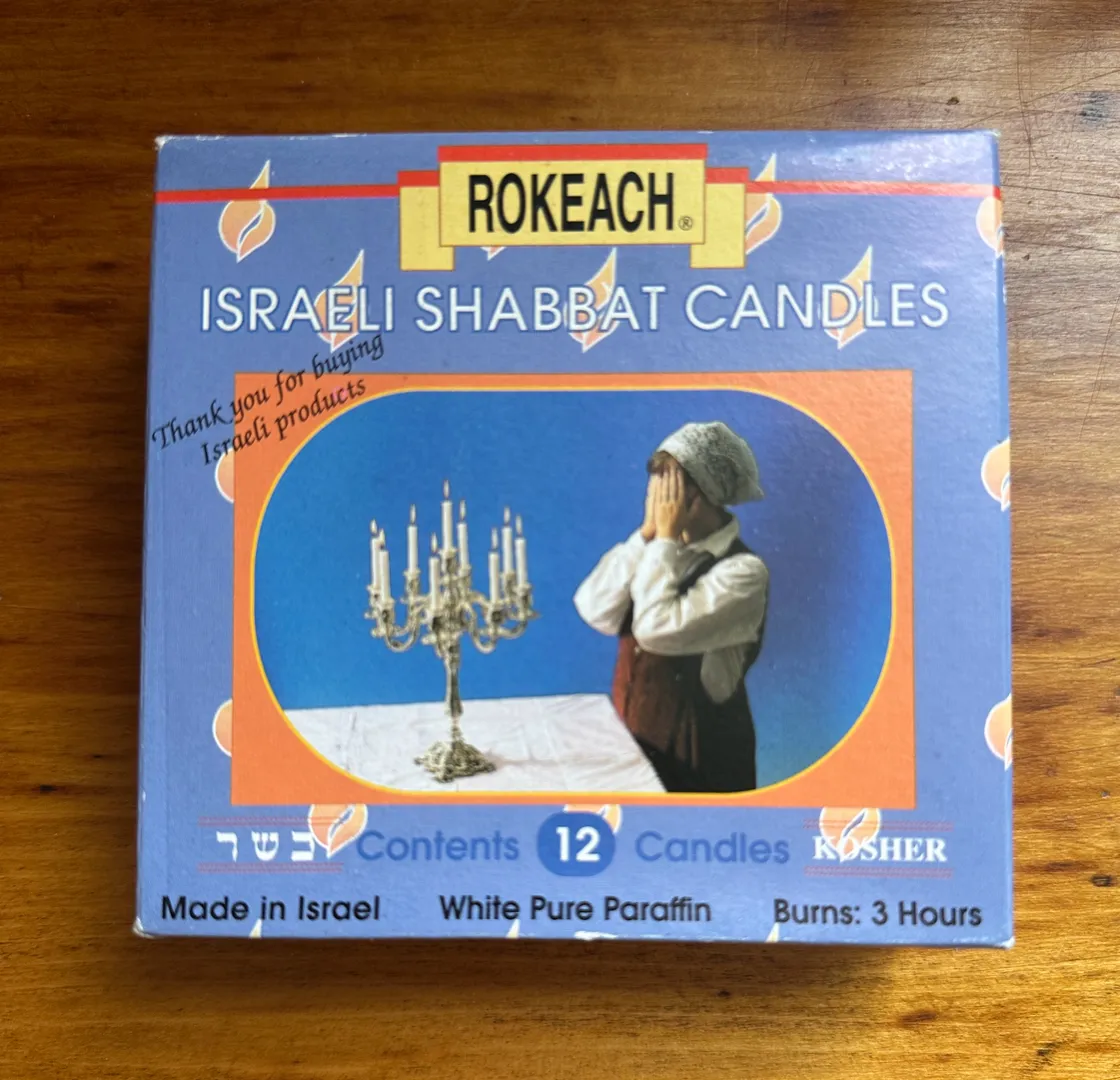 ROKEACH®
ISRAELI SHABBAT CANDLES
Thank you for buying
Israeli products
כשר Contents 12 Candles KOSHER
Made in Israel White Pure Paraffin Burns: 3 Hours